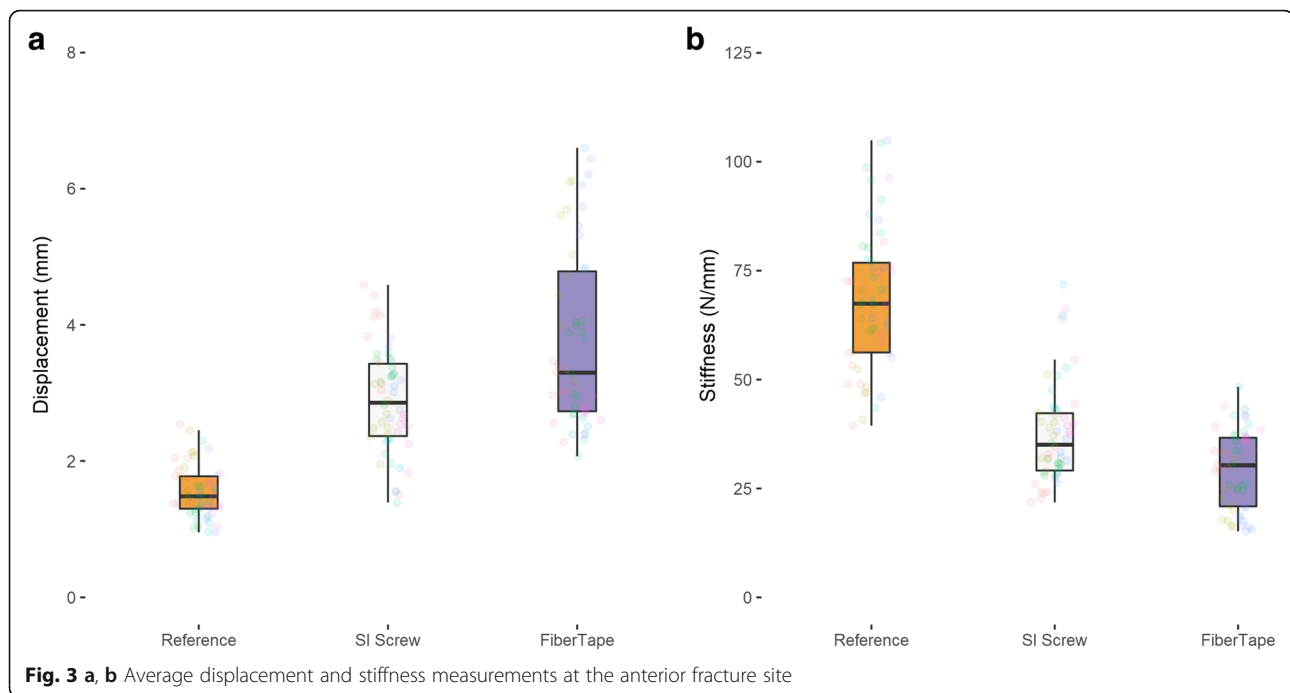 a
8
6
4
2
0
Displacement (mm)
Reference SI Screw FiberTape
b
125
100
75
50
25
0
Stiffness (N/mm)
Reference SI Screw FiberTape
Fig. 3 a, b Average displacement and stiffness measurements at the anterior fracture site